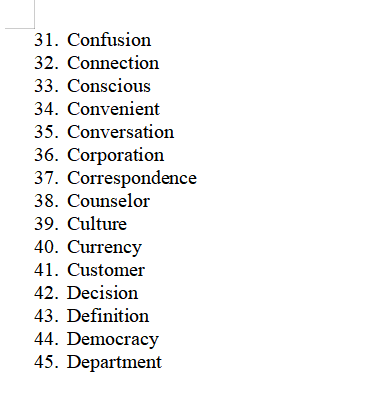 31. Confusion
32. Connection
33. Conscious
34. Convenient
35. Conversation
36. Corporation
37. Correspondence
38. Counselor
39. Culture
40. Currency
41. Customer
42. Decision
43. Definition
44. Democracy
45. Department